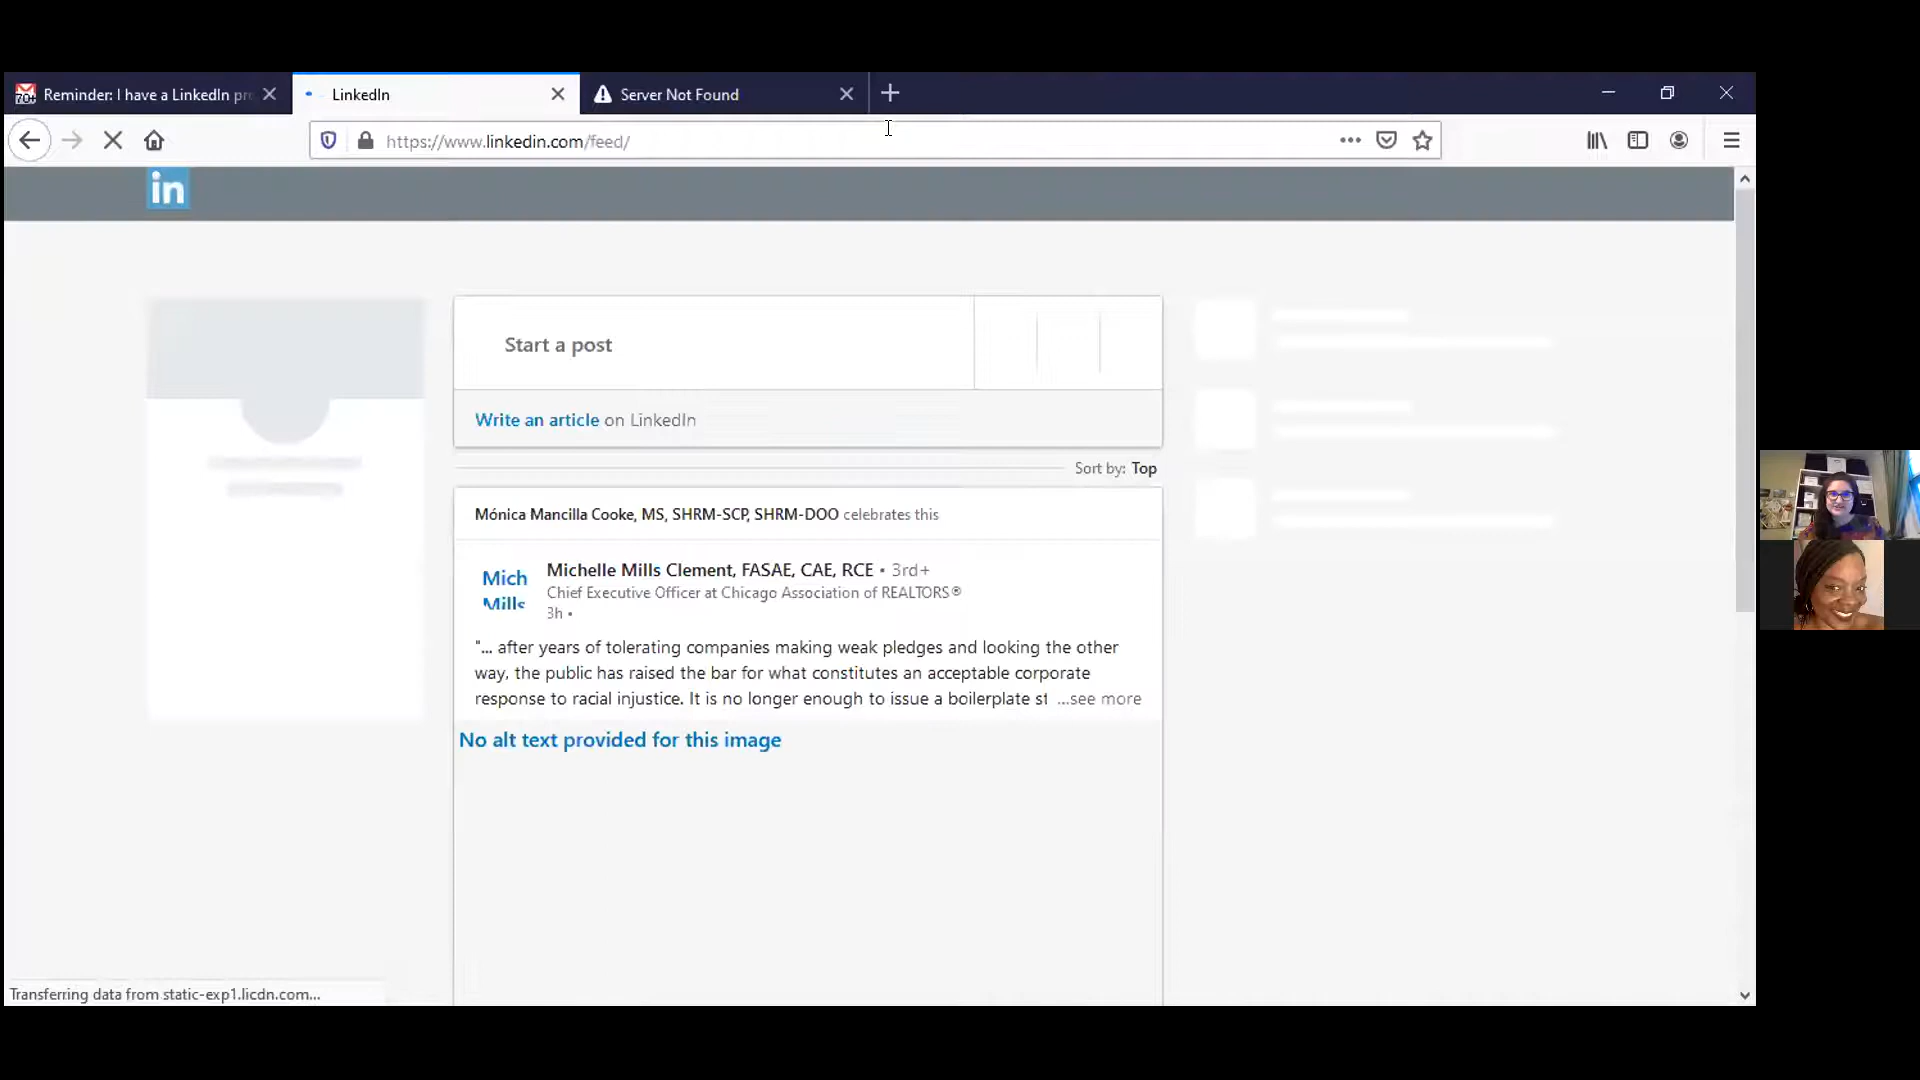 Reminder: I have a LinkedIn pr
LinkedIn
Server Not Found
https://www.linkedin.com/feed/
in
Start a post
Write an article on LinkedIn
Sort by: Top
Mónica Mancilla Cooke, MS, SHRM-SCP, SHRM-DOO celebrates this
Mich
Mills
Michelle Mills Clement, FASAE, CAE, RCE • 3rd+
Chief Executive Officer at Chicago Association of REALTORS®
3h •
"... after years of tolerating companies making weak pledges and looking the other
way, the public has raised the bar for what constitutes an acceptable corporate
response to racial injustice. It is no longer enough to issue a boilerplate st ...see more
No alt text provided for this image
Transferring data from static-exp1.licdn.com...